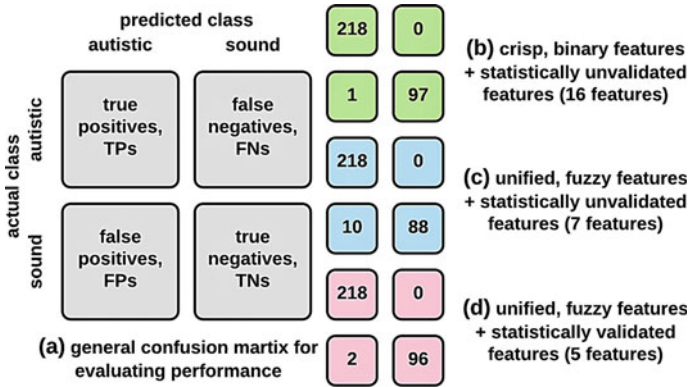 predicted class
autistic sound
actual class
autistic
sound
true
positives,
TPs
false
negatives,
FNs
false
positives,
FPs
true
negatives,
TNs
(a) general confusion martix for
evaluating performance
218 0
1 97
218 0
10 88
218 0
2 96
(b) crisp, binary features
+ statistically unvalidated
features (16 features)
(c) unified, fuzzy features
+ statistically unvalidated
features (7 features)
(d) unified, fuzzy features
+ statistically validated
features (5 features)